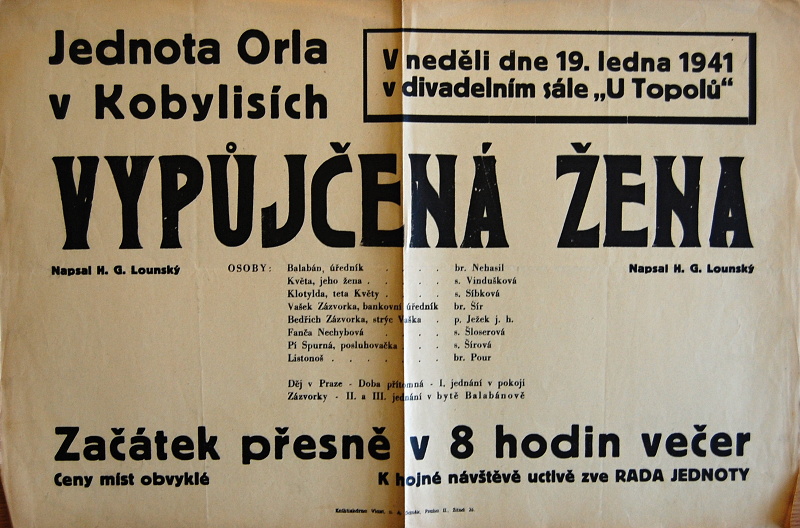 Jednota Orla
v Kobylisích
V neděli dne 19. ledna 1941
v divadelním sále „U Topolů“
VYPŮJČENÁ ŽENA
Napsal H. G. Lounský
OSOBY:
Balabán, úředník . . . . br. Nehasil
Květa, jeho žena . . . . . s. Vindušková
Klotylda, teta Květy . . . . s. Síbková
Vašek Zázvorka, bankovní úředník br. Šír
Bedřich Zázvorka, strýc Vaška . p. Ježek j. h.
Fanča Nechybová . . . . s. Šloserová
Pí Spurná, posluhovačka . . . s. Šírová
Listonoš . . . . . . . br. Pour
Napsal H. G. Lounský
Děj v Praze - Doba přítomná - I. jednání v pokoji
Zázvorky - II. a III. jednání v bytě Balabánově
Začátek přesně v 8 hodin večer
Ceny míst obvyklé
K hojné návštěvě uctivě zve RADA JEDNOTY
Knihtiskárna